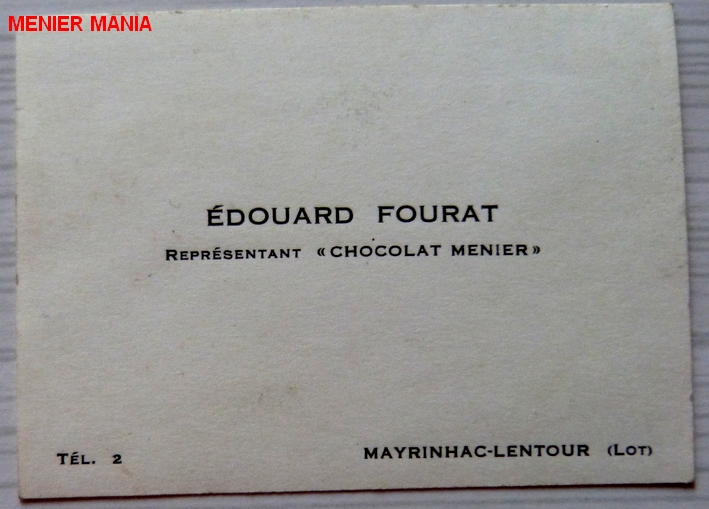 MENIER MANIA
ÉDOUARD FOURAT
REPRÉSENTANT « CHOCOLAT MENIER »
TÉL. 2
MAYRINHAC-LENTOUR (LOT)